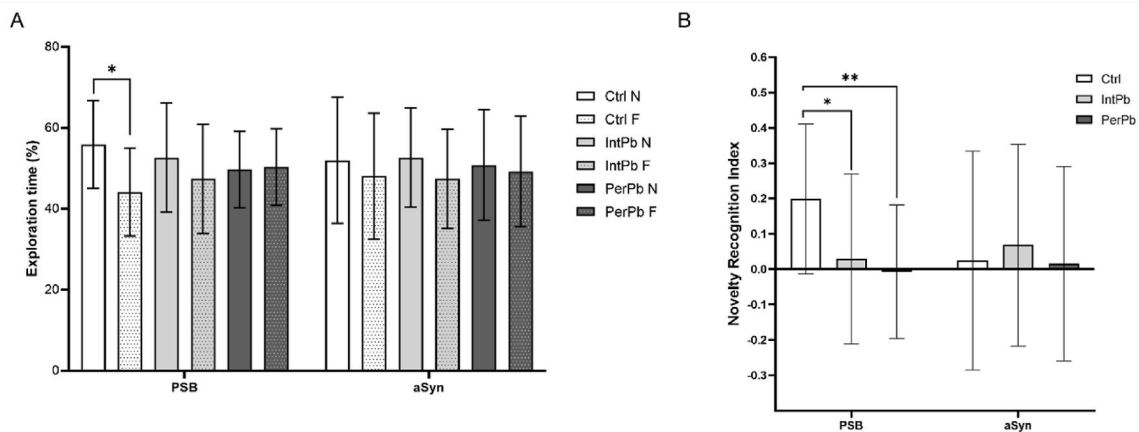 A
80
60
40
20
0
Exploration time (%)
*
PSB
aSyn
Ctrl N
Ctrl F
IntPb N
IntPb F
PerPb N
PerPb F
B
0.6
0.5
0.4
0.3
0.2
0.1
0.0
-0.1
-0.2
-0.3
Novelty Recognition Index
**
*
PSB
aSyn
Ctrl
IntPb
PerPb